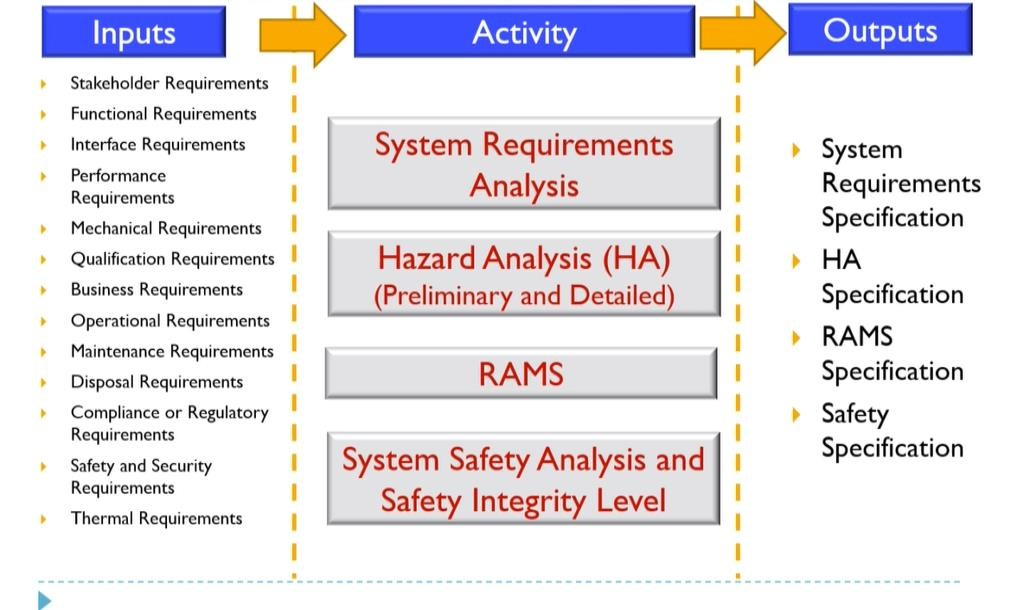 Inputs
Activity
Outputs
Stakeholder Requirements
Functional Requirements
Interface Requirements
Performance
Requirements
Mechanical Requirements
Qualification Requirements
Business Requirements
Operational Requirements
Maintenance Requirements
Disposal Requirements
Compliance or Regulatory
Requirements
Safety and Security
Requirements
Thermal Requirements
System Requirements
Analysis
Hazard Analysis (HA)
(Preliminary and Detailed)
RAMS
System Safety Analysis and
Safety Integrity Level
System
Requirements
Specification
HA
Specification
RAMS
Specification
Safety
Specification